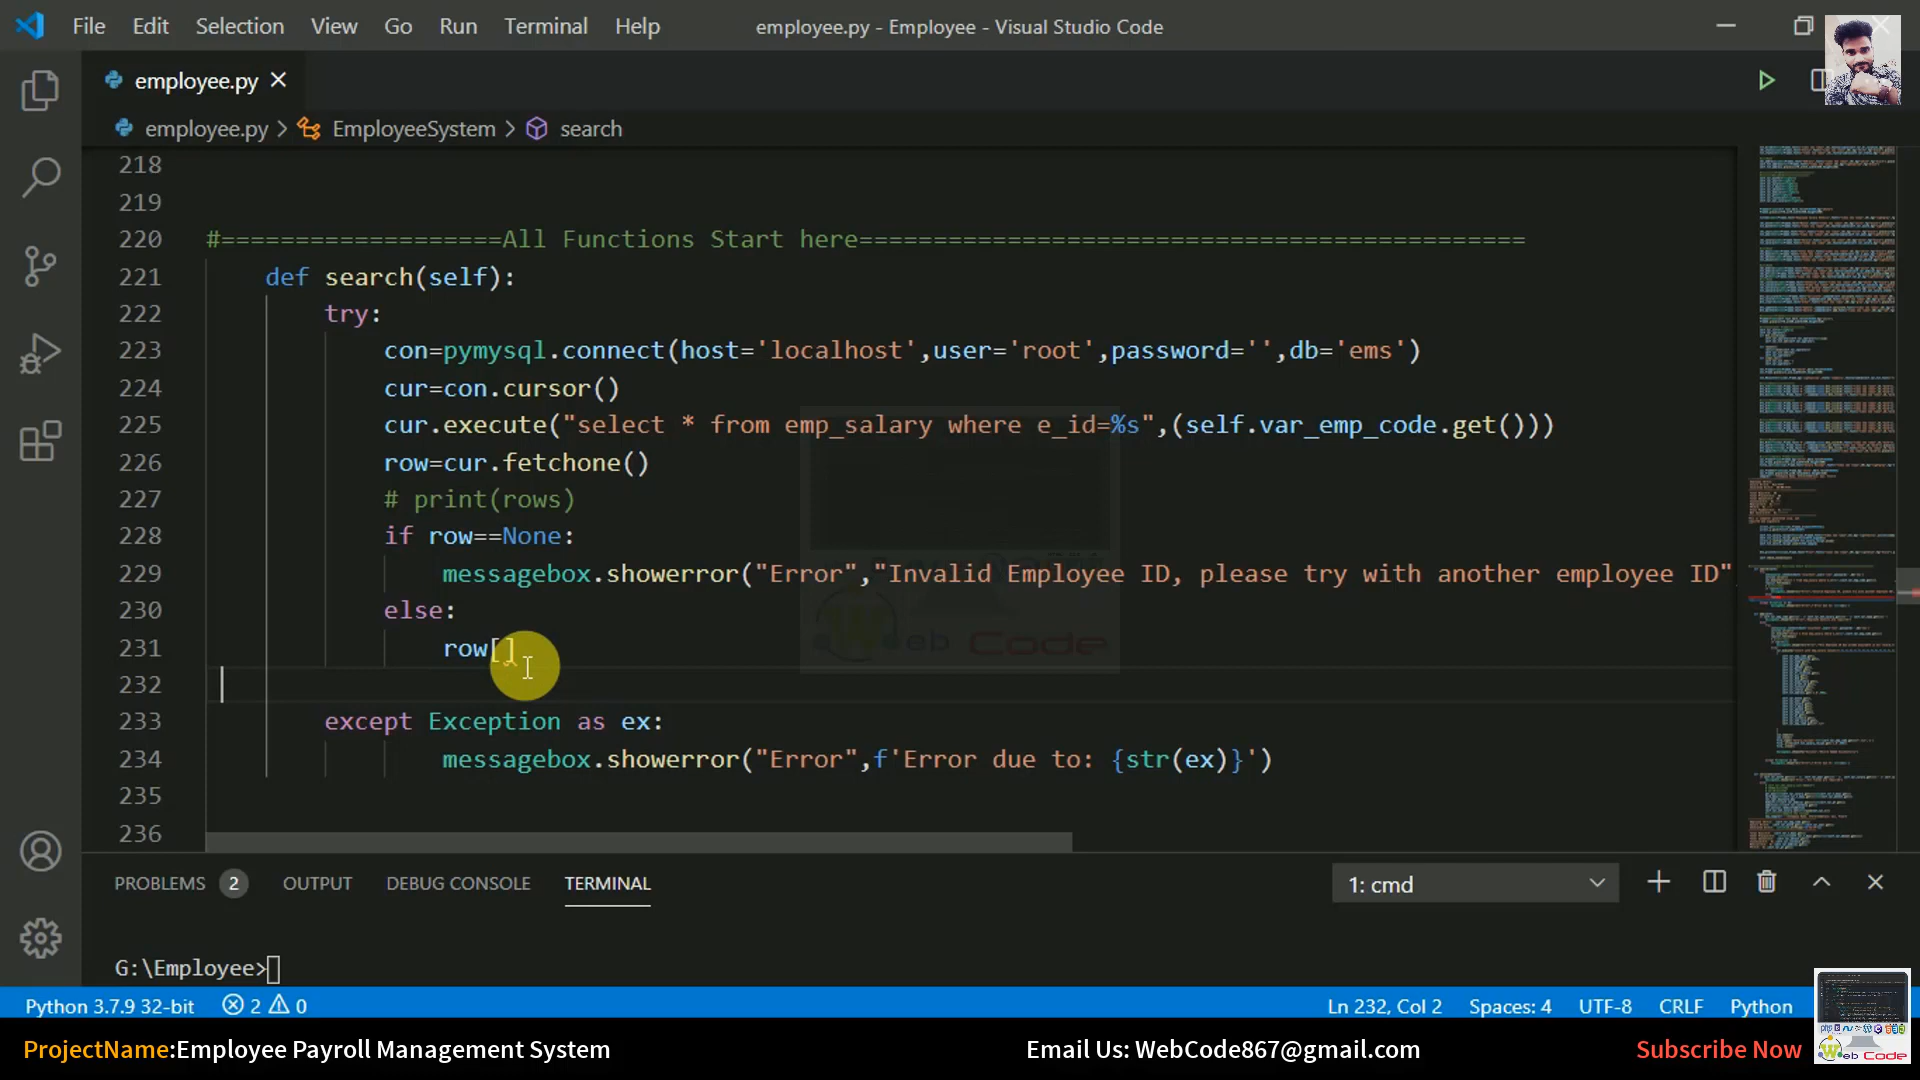 File Edit Selection View Go Run Terminal Help employee.py - Employee - Visual Studio Code
employee.py
employee.py > EmployeeSystem > search
218
219
220 #===================All Functions Start here=============================================
221 def search(self):
222 try:
223 con=pymysql.connect(host='localhost',user='root',password='',db='ems')
224 cur=con.cursor()
225 cur.execute("select * from emp_salary where e_id=%s",(self.var_emp_code.get()))
226 row=cur.fetchone()
227 # print(rows)
228 if row==None:
229 messagebox.showerror("Error","Invalid Employee ID, please try with another employee ID"
230 else:
231 row[]
232
233 except Exception as ex:
234 messagebox.showerror("Error",f'Error due to: {str(ex)}')
235
236
Web Code
PROBLEMS 2 OUTPUT DEBUG CONSOLE TERMINAL 1: cmd
G:\Employee>
Python 3.7.9 32-bit 2 0 Ln 232, Col 2 Spaces: 4 UTF-8 CRLF Python
ProjectName:Employee Payroll Management System Email Us: WebCode867@gmail.com Subscribe Now
Web Code